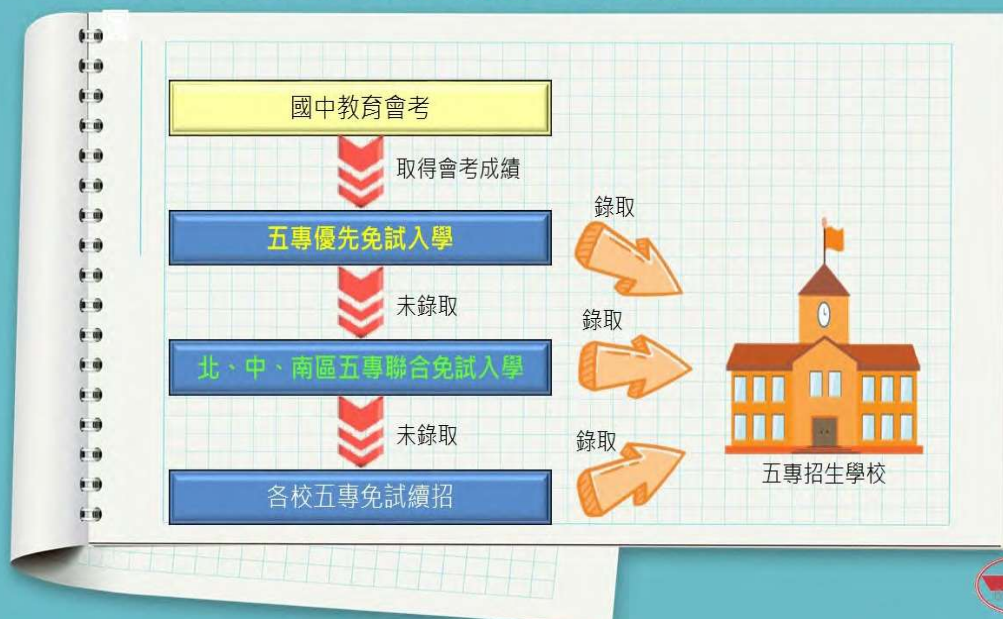 國中教育會考
取得會考成績
五專優先免試入學
錄取
未錄取
錄取
北、中、南區五專聯合免試入學
未錄取
錄取
各校五專免試續招
五專招生學校